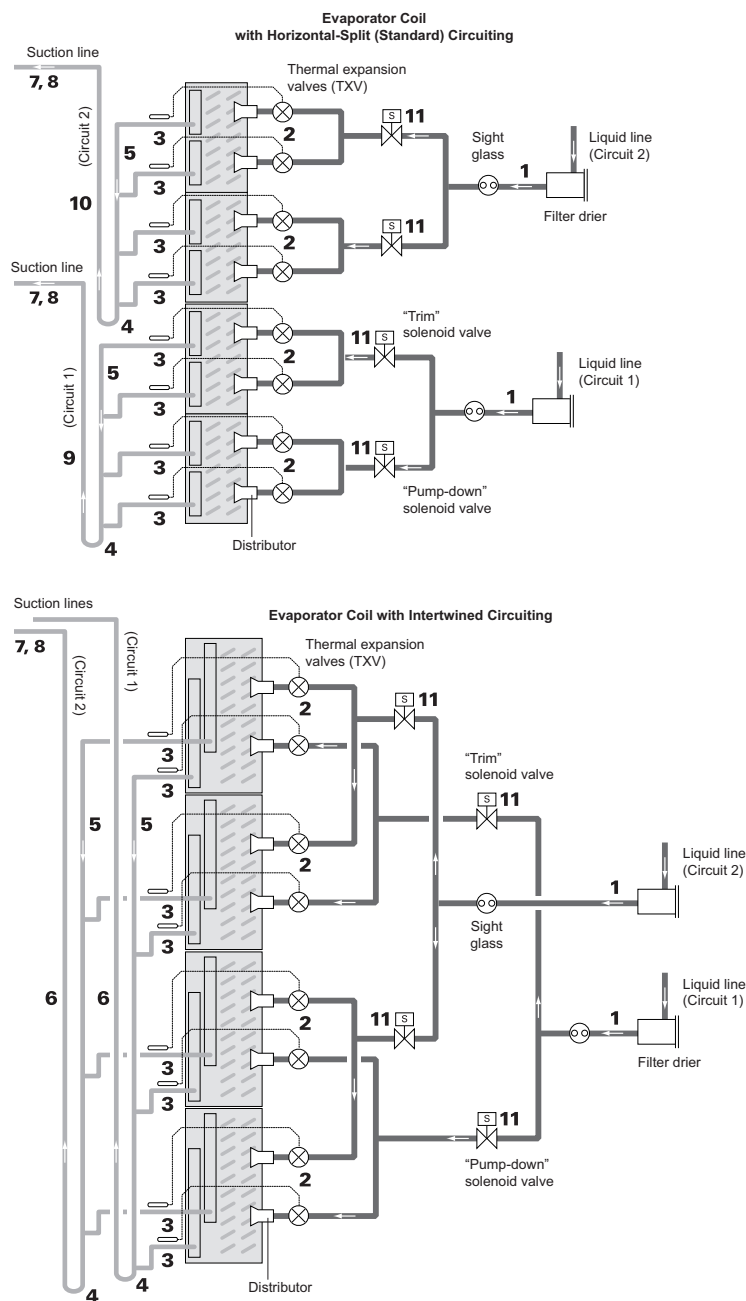 Evaporator Coil
with Horizontal-Split (Standard) Circuiting
Suction line
7, 8
(Circuit 2)
5
10
4
Thermal expansion
valves (TXV)
3
2
S
11
3
Sight
glass
1
Liquid line
(Circuit 2)
Filter drier
3
2
S
11
3
Suction line
7, 8
(Circuit 1)
5
9
4
3
2
11
S
"Trim"
solenoid valve
3
1
Liquid line
(Circuit 1)
3
2
11
S
"Pump-down"
solenoid valve
3
Distributor
Evaporator Coil with Intertwined Circuiting
Suction lines
7, 8
(Circuit 2)
(Circuit 1)
Thermal expansion
valves (TXV)
2
S
11
3
3
"Trim"
solenoid valve
S
11
5
5
2
3
3
Sight
glass
1
Liquid line
(Circuit 2)
6
6
2
11
S
3
3
1
Liquid line
(Circuit 1)
Filter drier
S
11
"Pump-down"
solenoid valve
2
3
3
4
4
Distributor